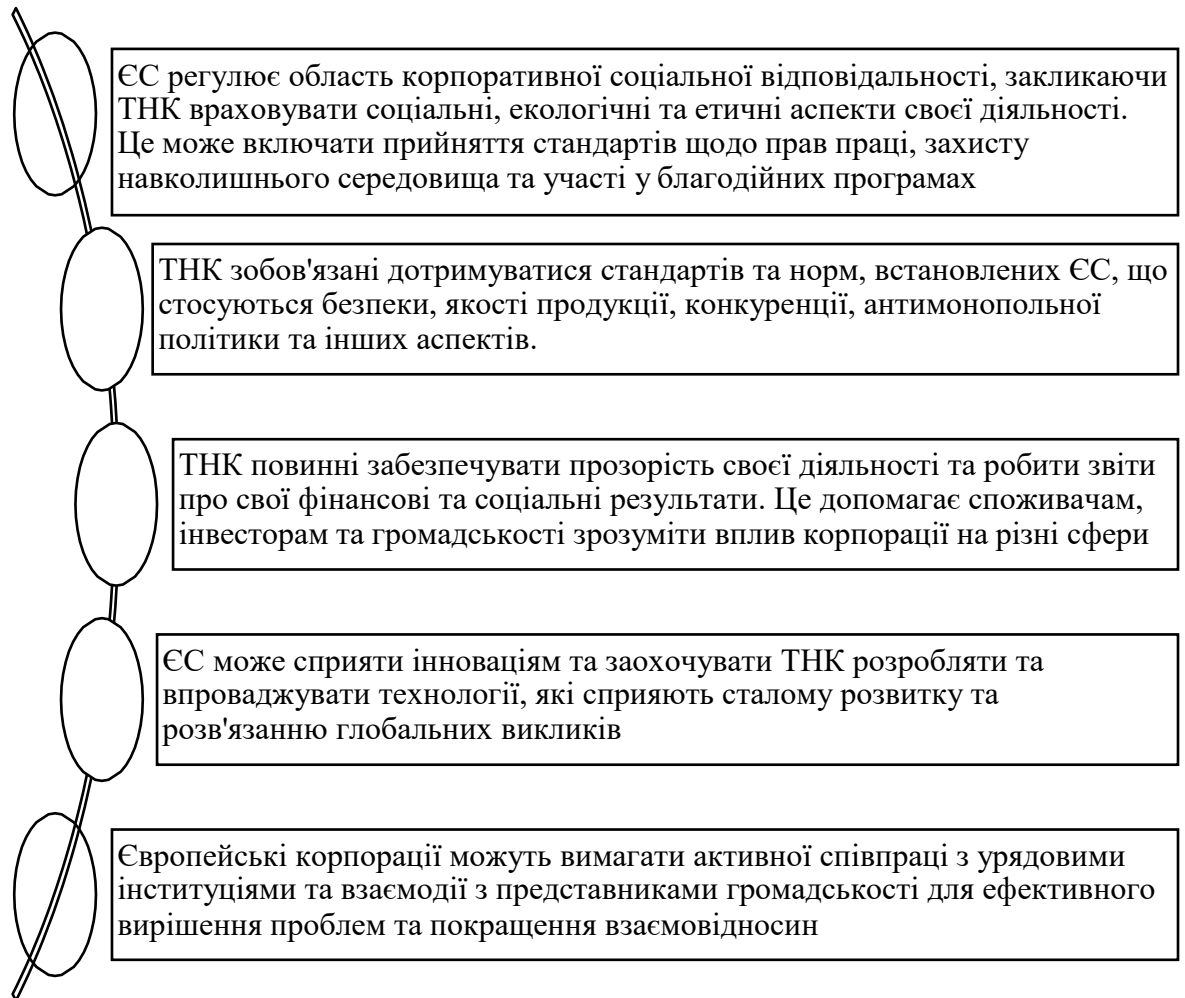 ЄС регулює область корпоративної соціальної відповідальності, закликаючи
ТНК враховувати соціальні, екологічні та етичні аспекти своєї діяльності.
Це може включати прийняття стандартів щодо прав праці, захисту
навколишнього середовища та участі у благодійних програмах
ТНК зобов'язані дотримуватися стандартів та норм, встановлених ЄС, що
стосуються безпеки, якості продукції, конкуренції, антимонопольної
політики та інших аспектів.
ТНК повинні забезпечувати прозорість своєї діяльності та робити звіти
про свої фінансові та соціальні результати. Це допомагає споживачам,
інвесторам та громадськості зрозуміти вплив корпорації на різні сфери
ЄС може сприяти інноваціям та заохочувати ТНК розробляти та
впроваджувати технології, які сприяють сталому розвитку та
розв'язанню глобальних викликів
Європейські корпорації можуть вимагати активної співпраці з урядовими
інституціями та взаємодії з представниками громадськості для ефективного
вирішення проблем та покращення взаємовідносин